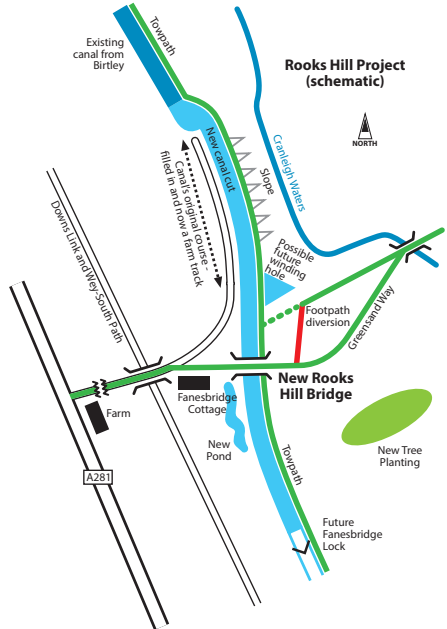 Towpath
Existing
canal from
Birtley
Rooks Hill Project
(schematic)
NORTH
New canal cut
Slope
Cranleigh Waters
Canal's original course -
filled in and now a farm track
Downs Link and Wey-South Path
Possible
future
winding
hole
Footpath
diversion
Greensand Way
New Rooks
Hill Bridge
Fanesbridge
Cottage
Farm
New
Pond
Towpath
New Tree
Planting
A281
Future
Fanesbridge
Lock